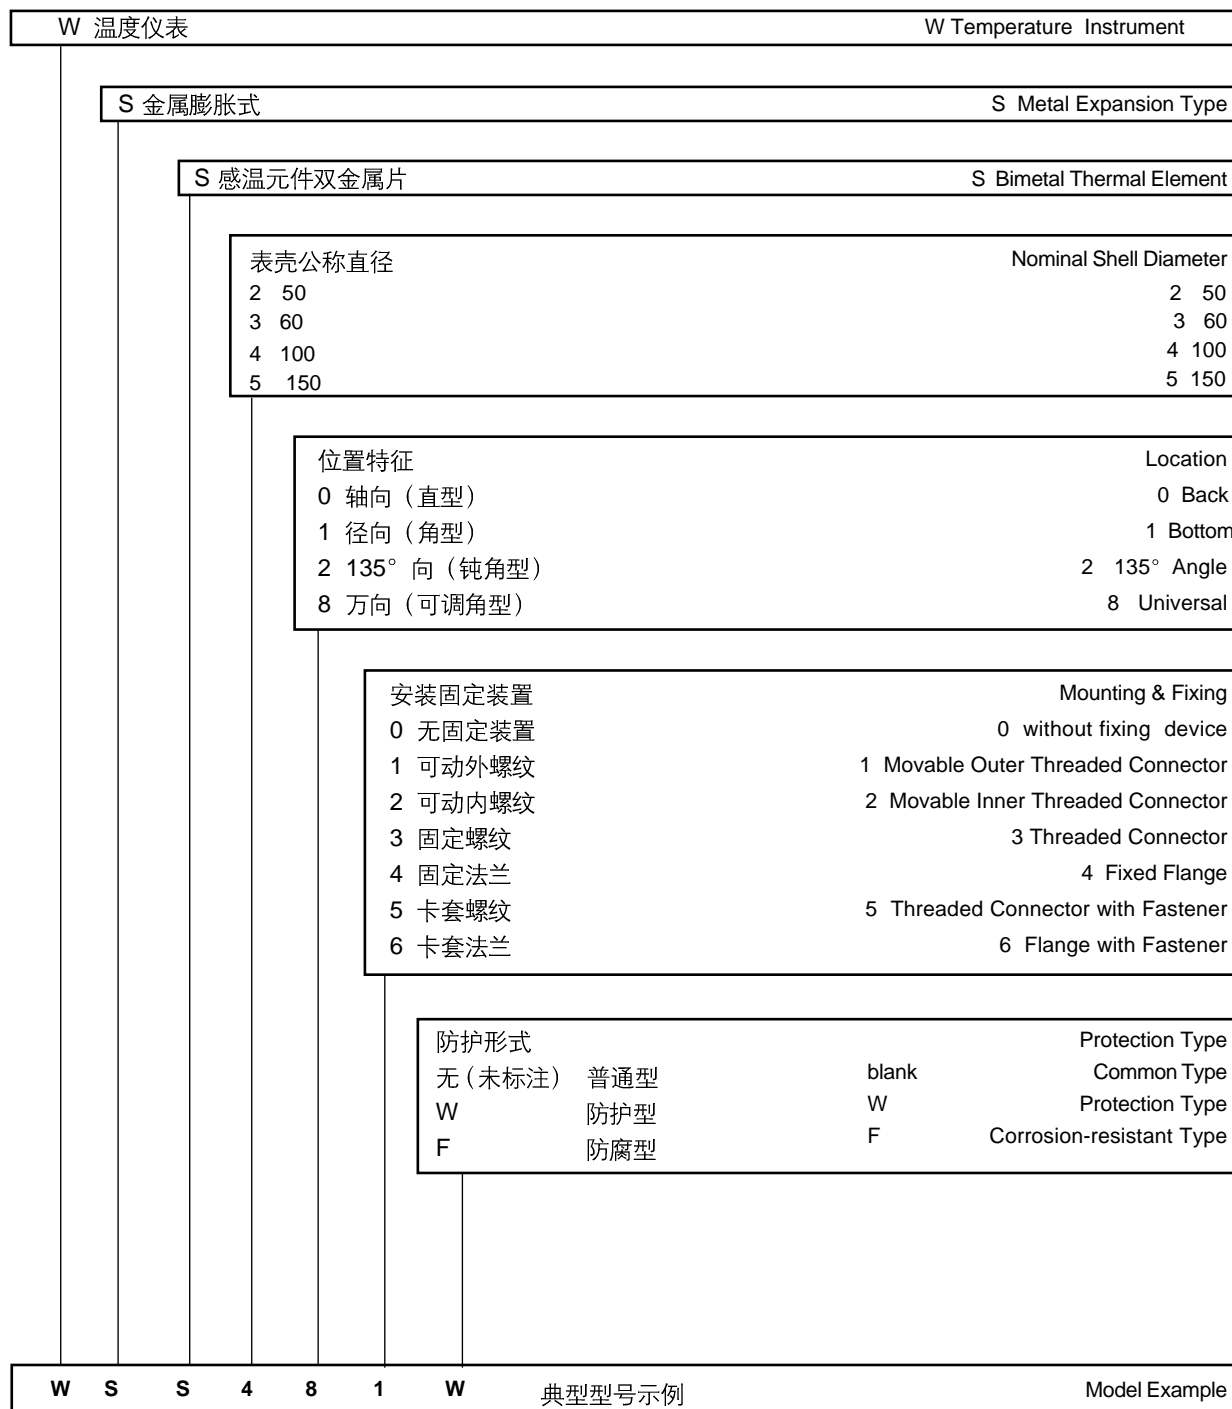 W 温度仪表 W Temperature Instrument
S 金属膨胀式 S Metal Expansion Type
S 感温元件双金属片 S Bimetal Thermal Element
表壳公称直径 Nominal Shell Diameter
2 50 2 50
3 60 3 60
4 100 4 100
5 150 5 150
位置特征 Location
0 轴向（直型） 0 Back
1 径向（角型） 1 Bottom
2 135° 向（钝角型） 2 135° Angle
8 万向（可调角型） 8 Universal
安装固定装置 Mounting & Fixing
0 无固定装置 0 without fixing device
1 可动外螺纹 1 Movable Outer Threaded Connector
2 可动内螺纹 2 Movable Inner Threaded Connector
3 固定螺纹 3 Threaded Connector
4 固定法兰 4 Fixed Flange
5 卡套螺纹 5 Threaded Connector with Fastener
6 卡套法兰 6 Flange with Fastener
防护形式 Protection Type
无（未标注） 普通型 blank Common Type
W 防护型 W Protection Type
F 防腐型 F Corrosion-resistant Type
W S S 4 8 1 W 典型型号示例 Model Example